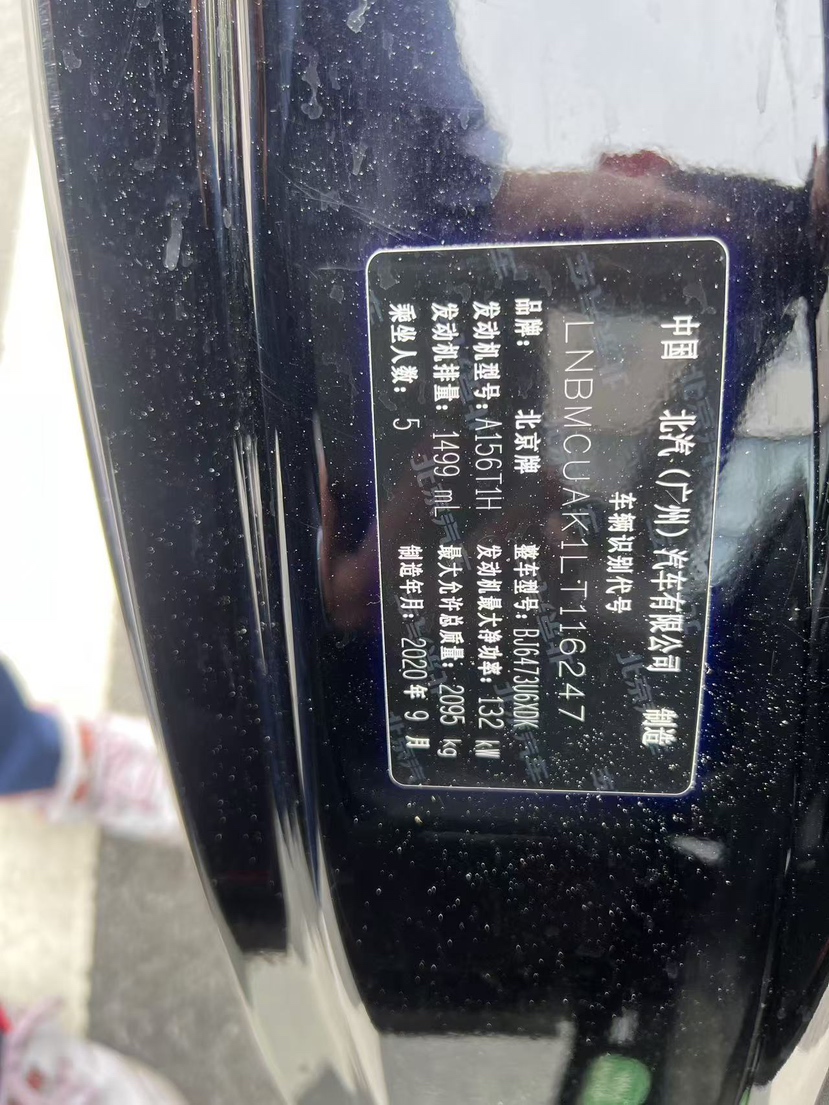 中国 北汽（广州）汽车有限公司 制造
车辆识别代号
LNBMCUAK1LT116247
品牌： 北京牌 整车型号：BJ6473U6XDK
发动机型号：A156T1H 发动机最大净功率：132 kW
发动机排量： 1499 mL 最大允许总质量： 2095 kg
乘坐人数： 5 制造年月： 2020 年 9 月